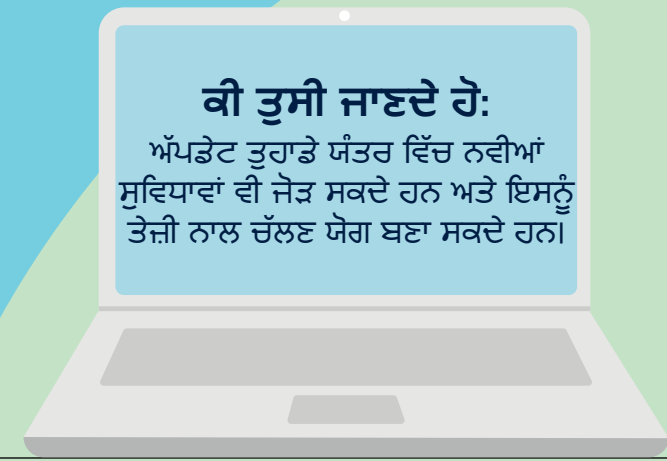 ਕੀ ਤੁਸੀ ਜਾਣਦੇ ਹੋ:
ਅੱਪਡੇਟ ਤੁਹਾਡੇ ਯੰਤਰ ਵਿੱਚ ਨਵੀਆਂ
ਸੁਵਿਧਾਵਾਂ ਵੀ ਜੋੜ ਸਕਦੇ ਹਨ ਅਤੇ ਇਸਨੂੰ
ਤੇਜ਼ੀ ਨਾਲ ਚੱਲਣ ਯੋਗ ਬਣਾ ਸਕਦੇ ਹਨ।